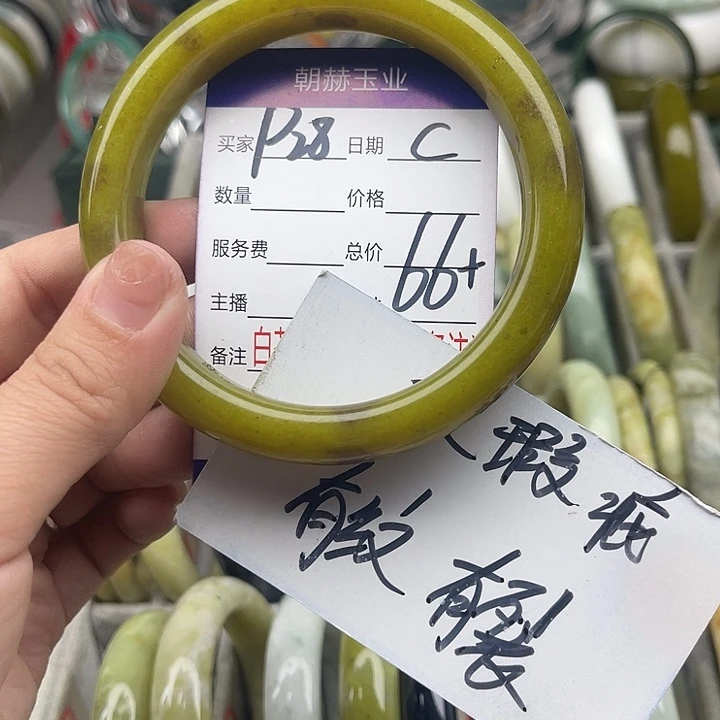 朝赫玉业
买家 P28 日期 C
数量 价格
服务费 总价 66+
主播
备注
瑕疵
有纹
有裂